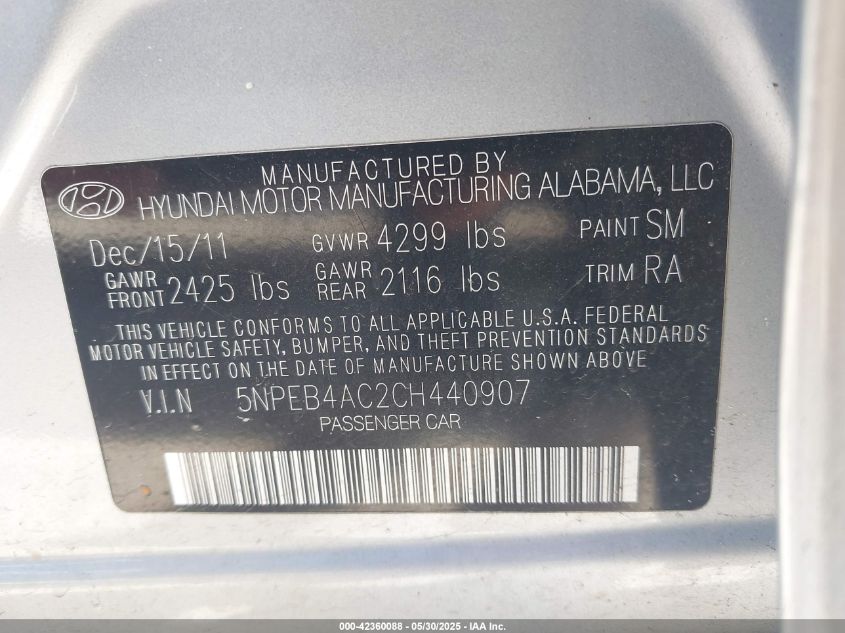 MANUFACTURED BY
HYUNDAI MOTOR MANUFACTURING ALABAMA, LLC
Dec/15/11 GVWR 4299 lbs PAINT SM
GAWR FRONT 2425 lbs GAWR REAR 2116 lbs TRIM RA
THIS VEHICLE CONFORMS TO ALL APPLICABLE U.S.A. FEDERAL
MOTOR VEHICLE SAFETY, BUMPER, AND THEFT PREVENTION STANDARDS
IN EFFECT ON THE DATE OF MANUFACTURE SHOWN ABOVE
V.I.N 5NPEB4AC2CH440907
PASSENGER CAR
000-42360088 - 05/30/2025 - IAA Inc.